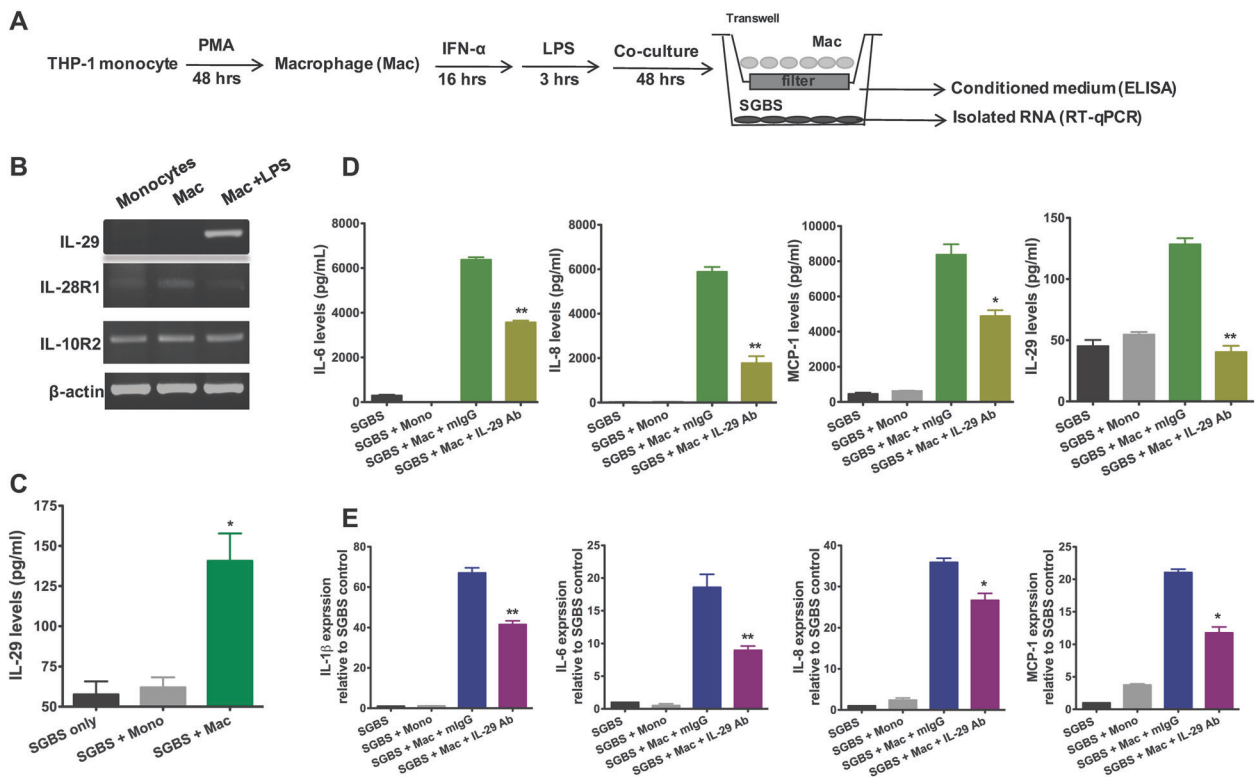 A
THP-1 monocyte
PMA
48 hrs
Macrophage (Mac)
IFN-α
16 hrs
LPS
3 hrs
Co-culture
48 hrs
Transwell
Mac
filter
SGBS
Conditioned medium (ELISA)
Isolated RNA (RT-qPCR)
B
Monocytes
Mac
Mac +LPS
IL-29
IL-28R1
IL-10R2
β-actin
C
IL-29 levels (pg/ml)
175
150
125
100
75
50
*
SGBS only
SGBS + Mono
SGBS + Mac
D
IL-6 levels (pg/mL)
8000
6000
4000
2000
0
**
SGBS
SGBS + Mono
SGBS + Mac + mIgG
SGBS + Mac + IL-29 Ab
IL-8 levels (pg/ml)
8000
6000
4000
2000
0
**
SGBS
SGBS + Mono
SGBS + Mac + mIgG
SGBS + Mac + IL-29 Ab
MCP-1 levels (pg/ml)
10000
8000
6000
4000
2000
0
*
SGBS
SGBS + Mono
SGBS + Mac + mIgG
SGBS + Mac + IL-29 Ab
IL-29 levels (pg/ml)
150
100
50
0
**
SGBS
SGBS + Mono
SGBS + Mac + mIgG
SGBS + Mac + IL-29 Ab
E
IL-1β exprssion
relative to SGBS control
80
60
40
20
0
**
SGBS
SGBS + Mono
SGBS + Mac + mIgG
SGBS + Mac + IL-29 Ab
IL-6 exprssion
relative to SGBS control
25
20
15
10
5
0
**
SGBS
SGBS + Mono
SGBS + Mac + mIgG
SGBS + Mac + IL-29 Ab
IL-8 exprssion
relative to SGBS control
40
30
20
10
0
*
SGBS
SGBS + Mono
SGBS + Mac + mIgG
SGBS + Mac + IL-29 Ab
MCP-1 exprssion
relative to SGBS control
25
20
15
10
5
0
*
SGBS
SGBS + Mono
SGBS + Mac + mIgG
SGBS + Mac + IL-29 Ab